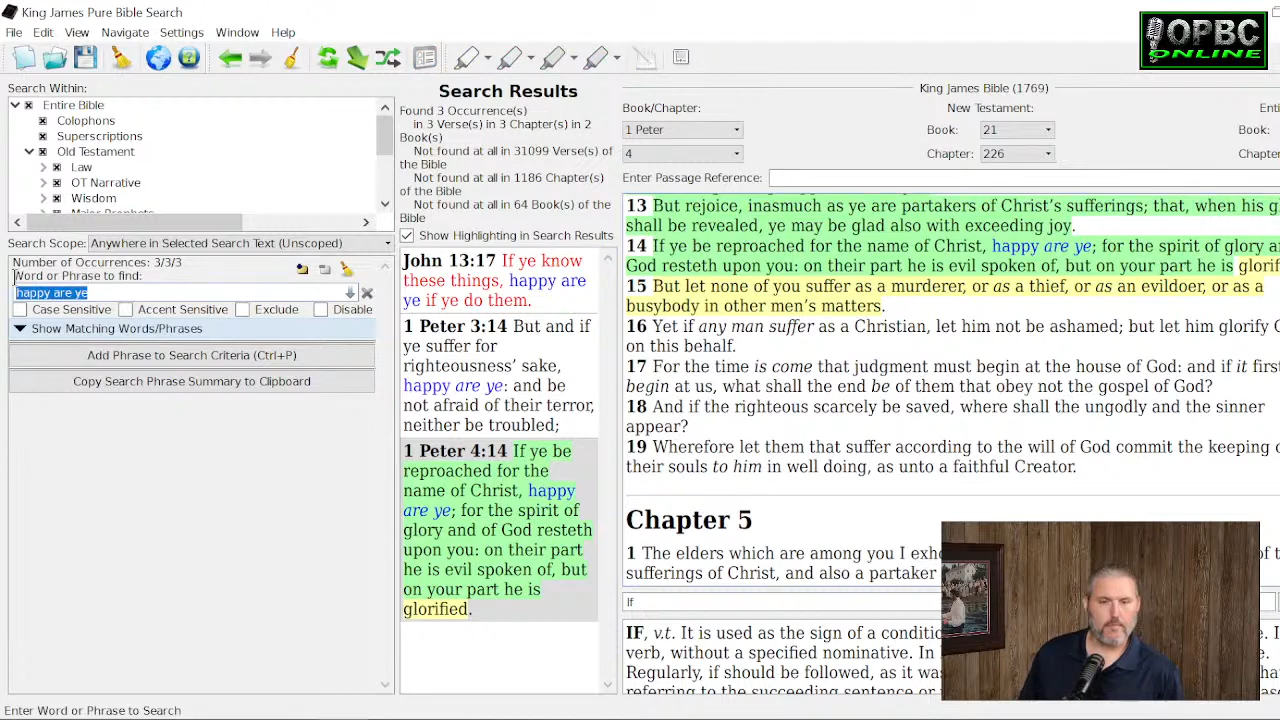 King James Pure Bible Search
File Edit View Navigate Settings Window Help
OPBC
ONLINE
Search Within:
Entire Bible
Colophons
Superscriptions
Old Testament
Law
OT Narrative
Wisdom
Search Scope: Anywhere in Selected Search Text (Unscoped)
Number of Occurrences: 3/3/3
Word or Phrase to find:
happy are ye
Case Sensitive Accent Sensitive Exclude Disable
Show Matching Words/Phrases
Add Phrase to Search Criteria (Ctrl+P)
Copy Search Phrase Summary to Clipboard
Enter Word or Phrase to Search
Search Results
Found 3 Occurrence(s)
in 3 Verse(s) in 3 Chapter(s) in 2
Book(s)
Not found at all in 31099 Verse(s) of
the Bible
Not found at all in 1186 Chapter(s)
of the Bible
Not found at all in 64 Book(s) of the
Bible
Show Highlighting in Search Results
John 13:17 If ye know
these things, happy are
ye if ye do them.
1 Peter 3:14 But and if
ye suffer for
righteousness’ sake,
happy are ye: and be
not afraid of their terror,
neither be troubled;
1 Peter 4:14 If ye be
reproached for the
name of Christ, happy
are ye; for the spirit of
glory and of God resteth
upon you: on their part
he is evil spoken of, but
on your part he is
glorified.
King James Bible (1769)
Book/Chapter: New Testament:
1 Peter Book: 21 Book:
4 Chapter: 226 Chapter
Enter Passage Reference:
13 But rejoice, inasmuch as ye are partakers of Christ’s sufferings; that, when his
shall be revealed, ye may be glad also with exceeding joy.
14 If ye be reproached for the name of Christ, happy are ye; for the spirit of glory
God resteth upon you: on their part he is evil spoken of, but on your part he is
15 But let none of you suffer as a murderer, or as a thief, or as an evildoer, or as a
busybody in other men’s matters.
16 Yet if any man suffer as a Christian, let him not be ashamed; but let him glorify
on this behalf.
17 For the time is come that judgment must begin at the house of God: and if it first
begin at us, what shall the end be of them that obey not the gospel of God?
18 And if the righteous scarcely be saved, where shall the ungodly and the sinner
appear?
19 Wherefore let them that suffer according to the will of God commit the keeping
their souls to him in well doing, as unto a faithful Creator.
Chapter 5
1 The elders which are among you I
sufferings of Christ, and also a partaker
If
IF, v.t. It is used as the sign of a
verb, without a specified nominative. In
Regularly, if should be followed, as it
referring to the succeeding sentence or